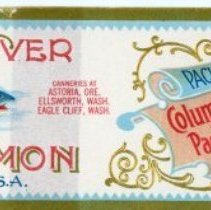 VER
CANNERIES AT
ASTORIA, ORE.
ELLSWORTH, WASH.
EAGLE CLIFF, WASH.
MON
S.A.
PAC
Colum
Pa